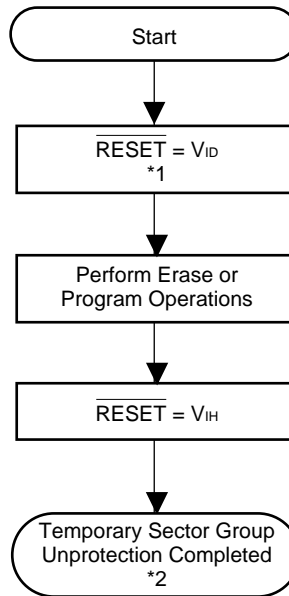 Start
RESET = VID
*1
Perform Erase or
Program Operations
RESET = VIH
Temporary Sector Group
Unprotection Completed
*2